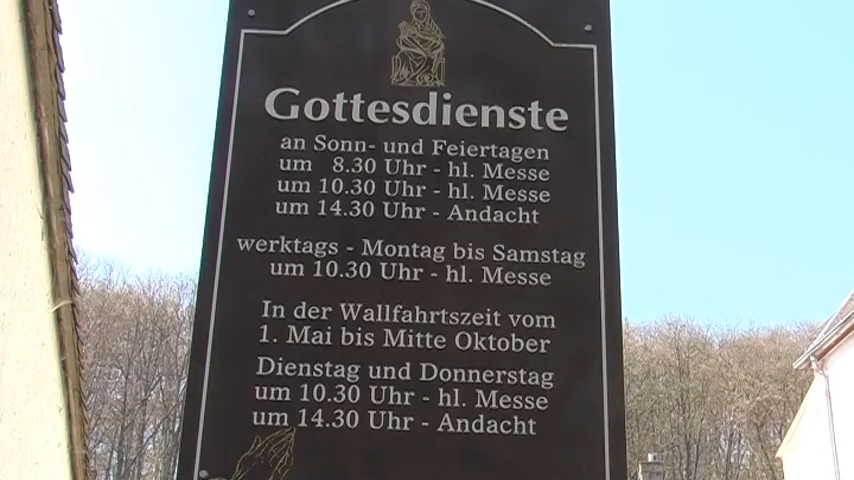 Gottesdienste
an Sonn- und Feiertagen
um 8.30 Uhr - hl. Messe
um 10.30 Uhr - hl. Messe
um 14.30 Uhr - Andacht
werktags - Montag bis Samstag
um 10.30 Uhr - hl. Messe
In der Wallfahrtszeit vom
1. Mai bis Mitte Oktober
Dienstag und Donnerstag
um 10.30 Uhr - hl. Messe
um 14.30 Uhr - Andacht